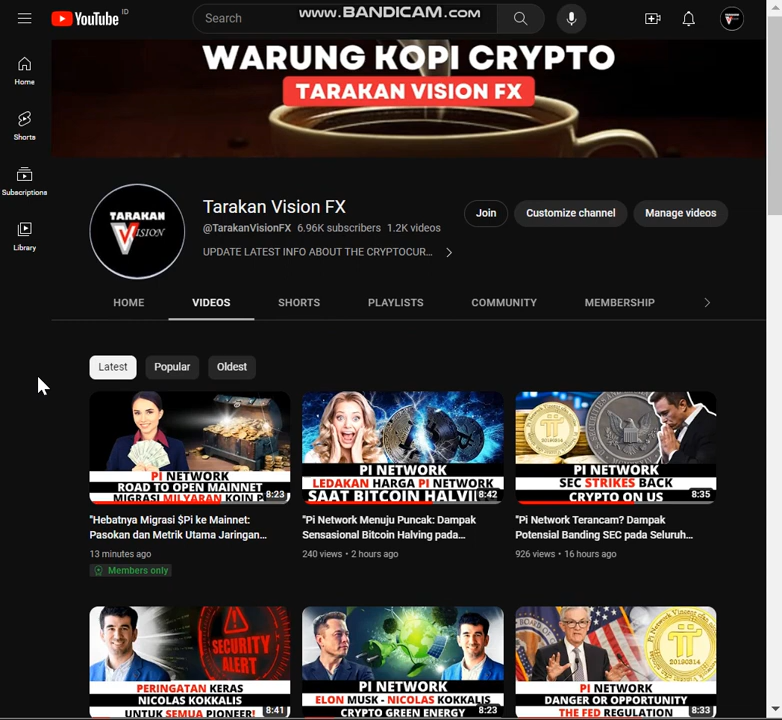 YouTube ID
Search
www.BANDICAM.com
Home
Shorts
Subscriptions
Library
WARUNG KOPI CRYPTO
TARAKAN VISION FX
TARAKAN
VISION
Tarakan Vision FX
@TarakanVisionFX 6.96K subscribers 1.2K videos
UPDATE LATEST INFO ABOUT THE CRYPTOCUR...
Join
Customize channel
Manage videos
HOME
VIDEOS
SHORTS
PLAYLISTS
COMMUNITY
MEMBERSHIP
Latest
Popular
Oldest
PI NETWORK
ROAD TO OPEN MAINNET
MIGRASI MILYARAN KOIN
8:23
"Hebatnya Migrasi $Pi ke Mainnet:
Pasokan dan Metrik Utama Jaringan...
13 minutes ago
Members only
PI NETWORK
LEDAKAN HARGA PI NETWORK
SAAT BITCOIN HALVI
8:42
"Pi Network Menuju Puncak: Dampak
Sensasional Bitcoin Halving pada...
240 views • 2 hours ago
PI NETWORK
SEC STRIKES BACK
CRYPTO ON US
8:35
"Pi Network Terancam? Dampak
Potensial Banding SEC pada Seluruh...
926 views • 16 hours ago
SECURITY
ALERT
PERINGATAN KERAS
NICOLAS KOKKALIS
UNTUK SEMUA PIONEER!
8:41
PI NETWORK
ELON MUSK - NICOLAS KOKKALIS
CRYPTO GREEN ENERGY
8:23
20190314
PI NETWORK
DANGER OR OPPORTUNITY
THE FED REGULATION
8:33